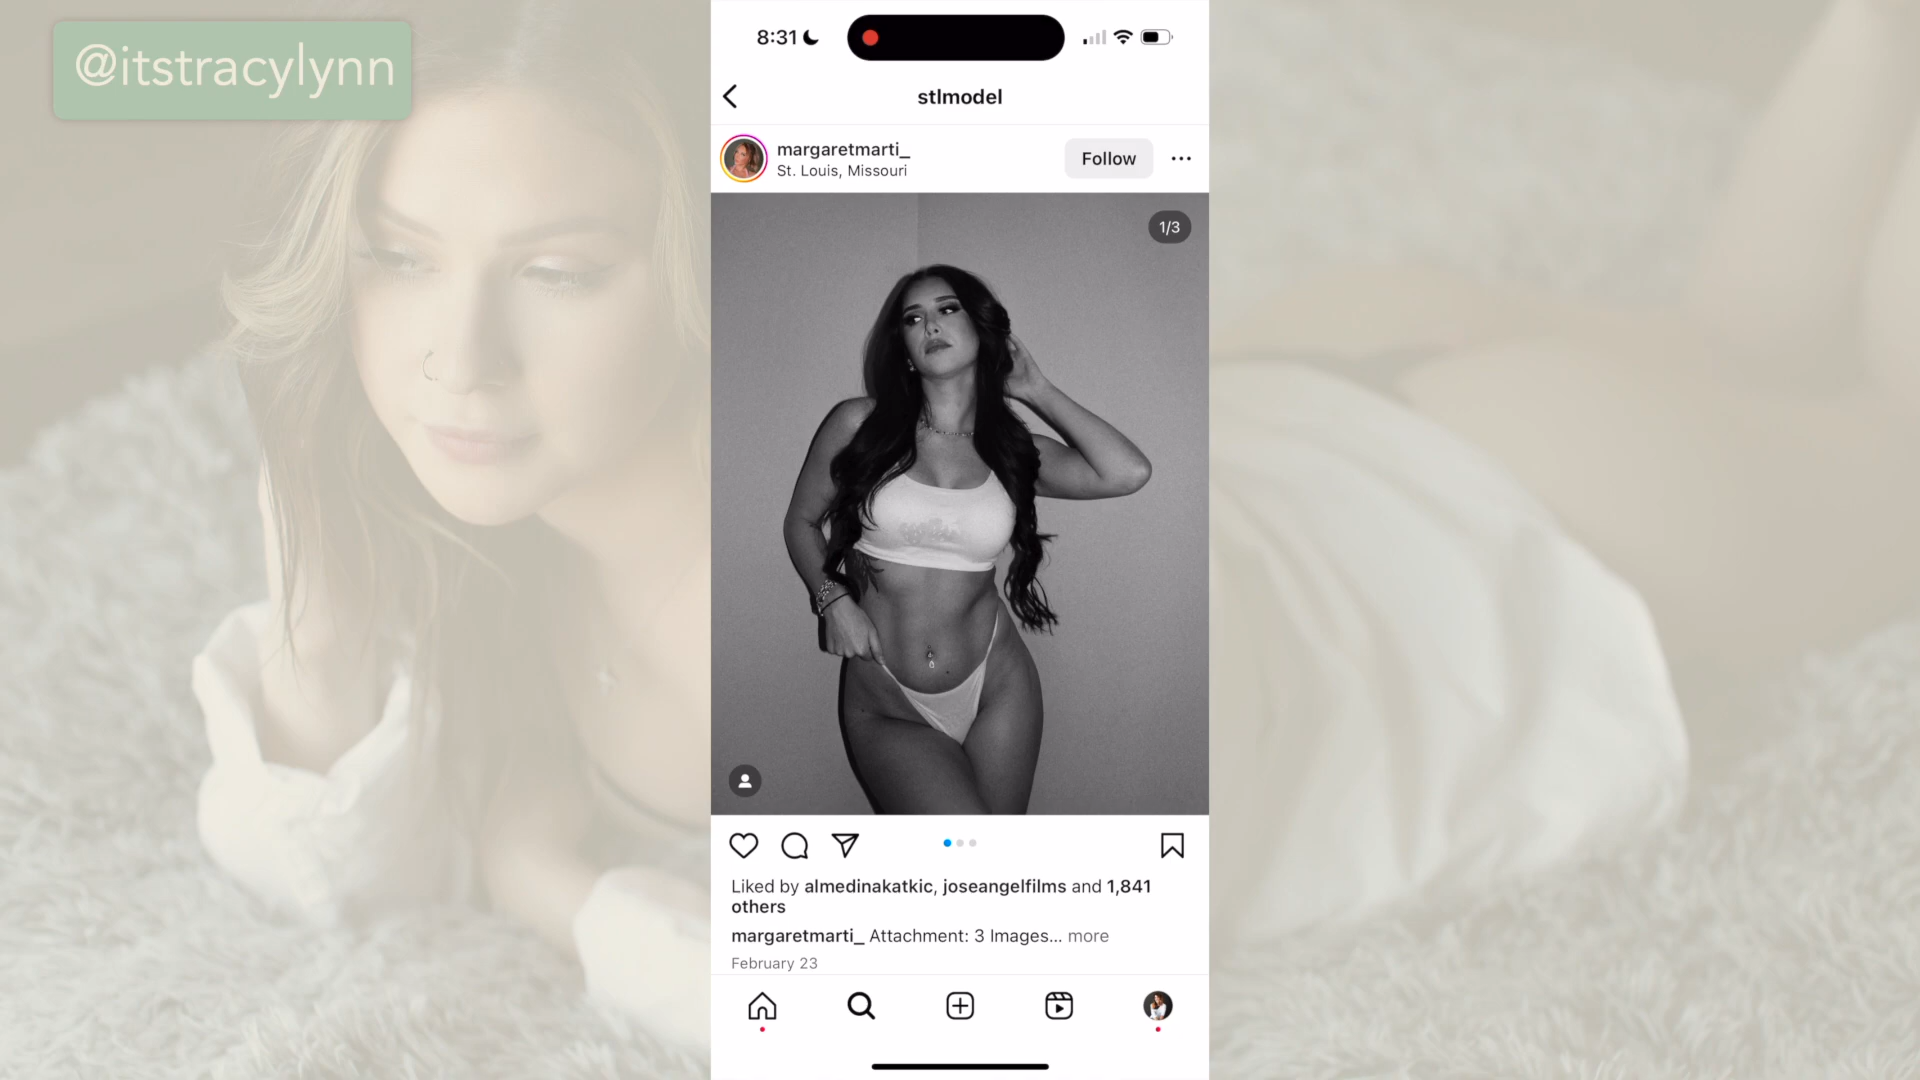 @itstracylynn
8:31
stlmodel
margaretmarti_
St. Louis, Missouri
Follow
1/3
Liked by almedinakatkic, joseangelfilms and 1,841
others
margaretmarti_ Attachment: 3 Images... more
February 23